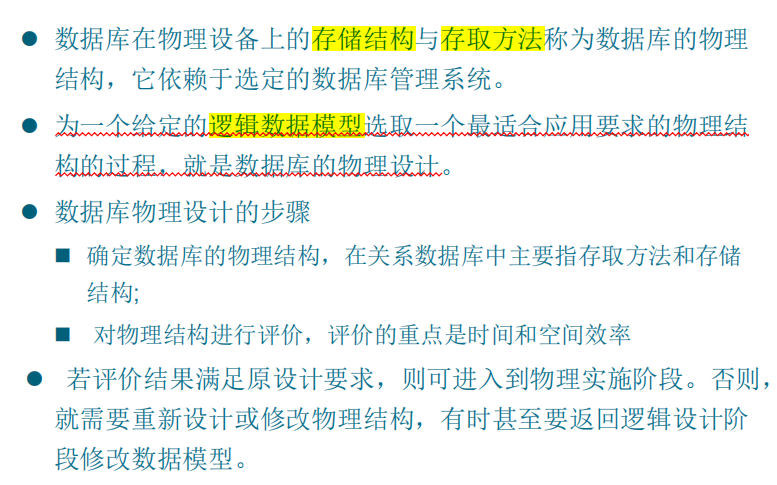 ● 数据库在物理设备上的存储结构与存取方法称为数据库的物理
结构，它依赖于选定的数据库管理系统。
● 为一个给定的逻辑数据模型选取一个最适合应用要求的物理结
构的过程，就是数据库的物理设计。
● 数据库物理设计的步骤
■ 确定数据库的物理结构，在关系数据库中主要指存取方法和存储
结构;
■ 对物理结构进行评价，评价的重点是时间和空间效率
● 若评价结果满足原设计要求，则可进入到物理实施阶段。否则，
就需要重新设计或修改物理结构，有时甚至要返回逻辑设计阶
段修改数据模型。